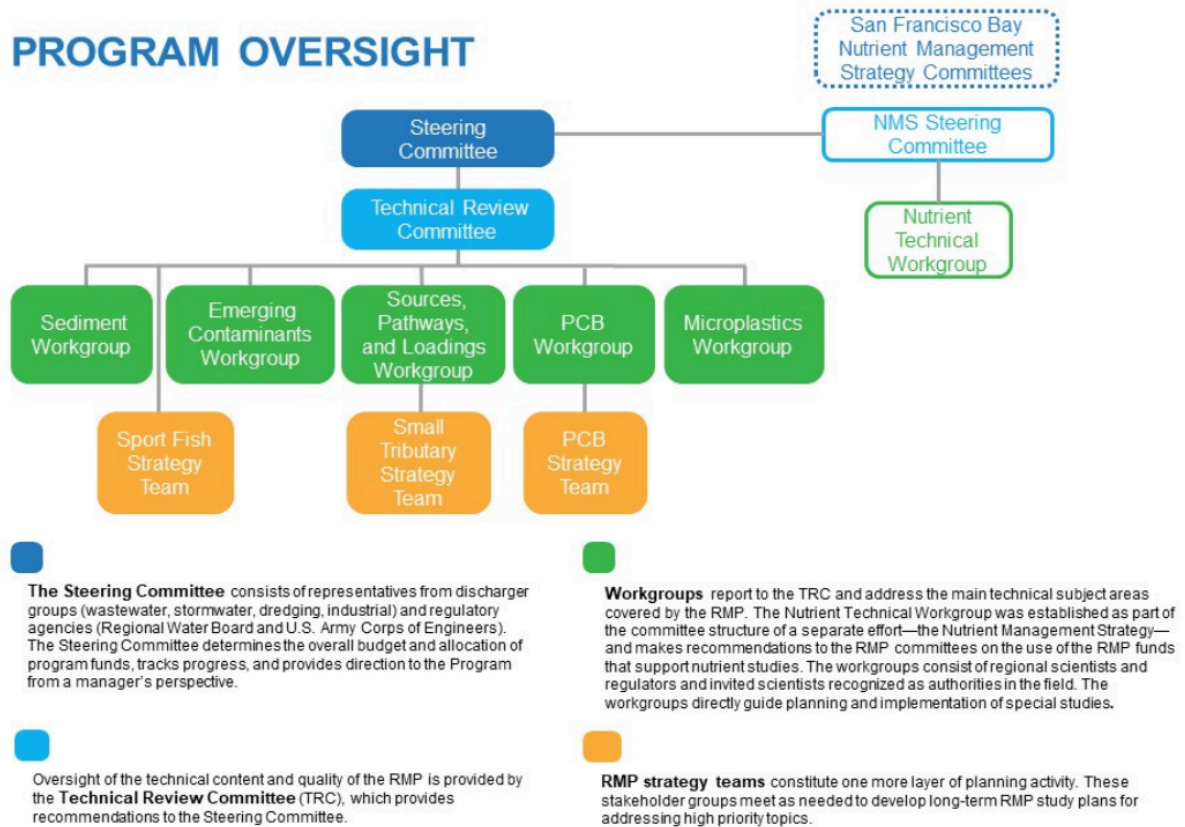 PROGRAM OVERSIGHT
San Francisco Bay
Nutrient Management
Strategy Committees
Steering
Committee
NMS Steering
Committee
Technical Review
Committee
Nutrient
Technical
Workgroup
Sediment
Workgroup
Emerging
Contaminants
Workgroup
Sources,
Pathways,
and Loadings
Workgroup
PCB
Workgroup
Microplastics
Workgroup
Sport Fish
Strategy
Team
Small
Tributary
Strategy
Team
PCB
Strategy
Team
The Steering Committee consists of representatives from discharger
groups (wastewater, stormwater, dredging, industrial) and regulatory
agencies (Regional Water Board and U.S. Army Corps of Engineers).
The Steering Committee determines the overall budget and allocation of
program funds, tracks progress, and provides direction to the Program
from a manager's perspective.
Workgroups report to the TRC and address the main technical subject areas
covered by the RMP. The Nutrient Technical Workgroup was established as part of
the committee structure of a separate effort—the Nutrient Management Strategy—
and makes recommendations to the RMP committees on the use of the RMP funds
that support nutrient studies. The workgroups consist of regional scientists and
regulators and invited scientists recognized as authorities in the field. The
workgroups directly guide planning and implementation of special studies.
Oversight of the technical content and quality of the RMP is provided by
the Technical Review Committee (TRC), which provides
recommendations to the Steering Committee.
RMP strategy teams constitute one more layer of planning activity. These
stakeholder groups meet as needed to develop long-term RMP study plans for
addressing high priority topics.